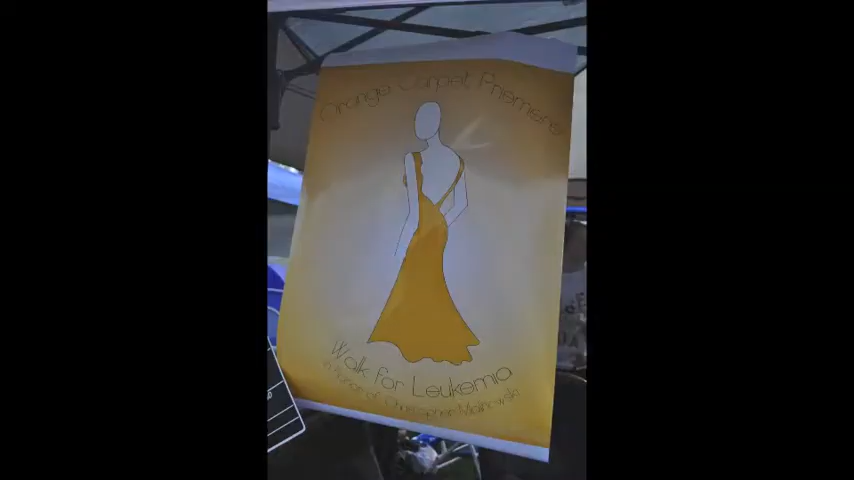 Orange Carpet Premiere
Walk for Leukemia
in honor of Christopher Malinowski